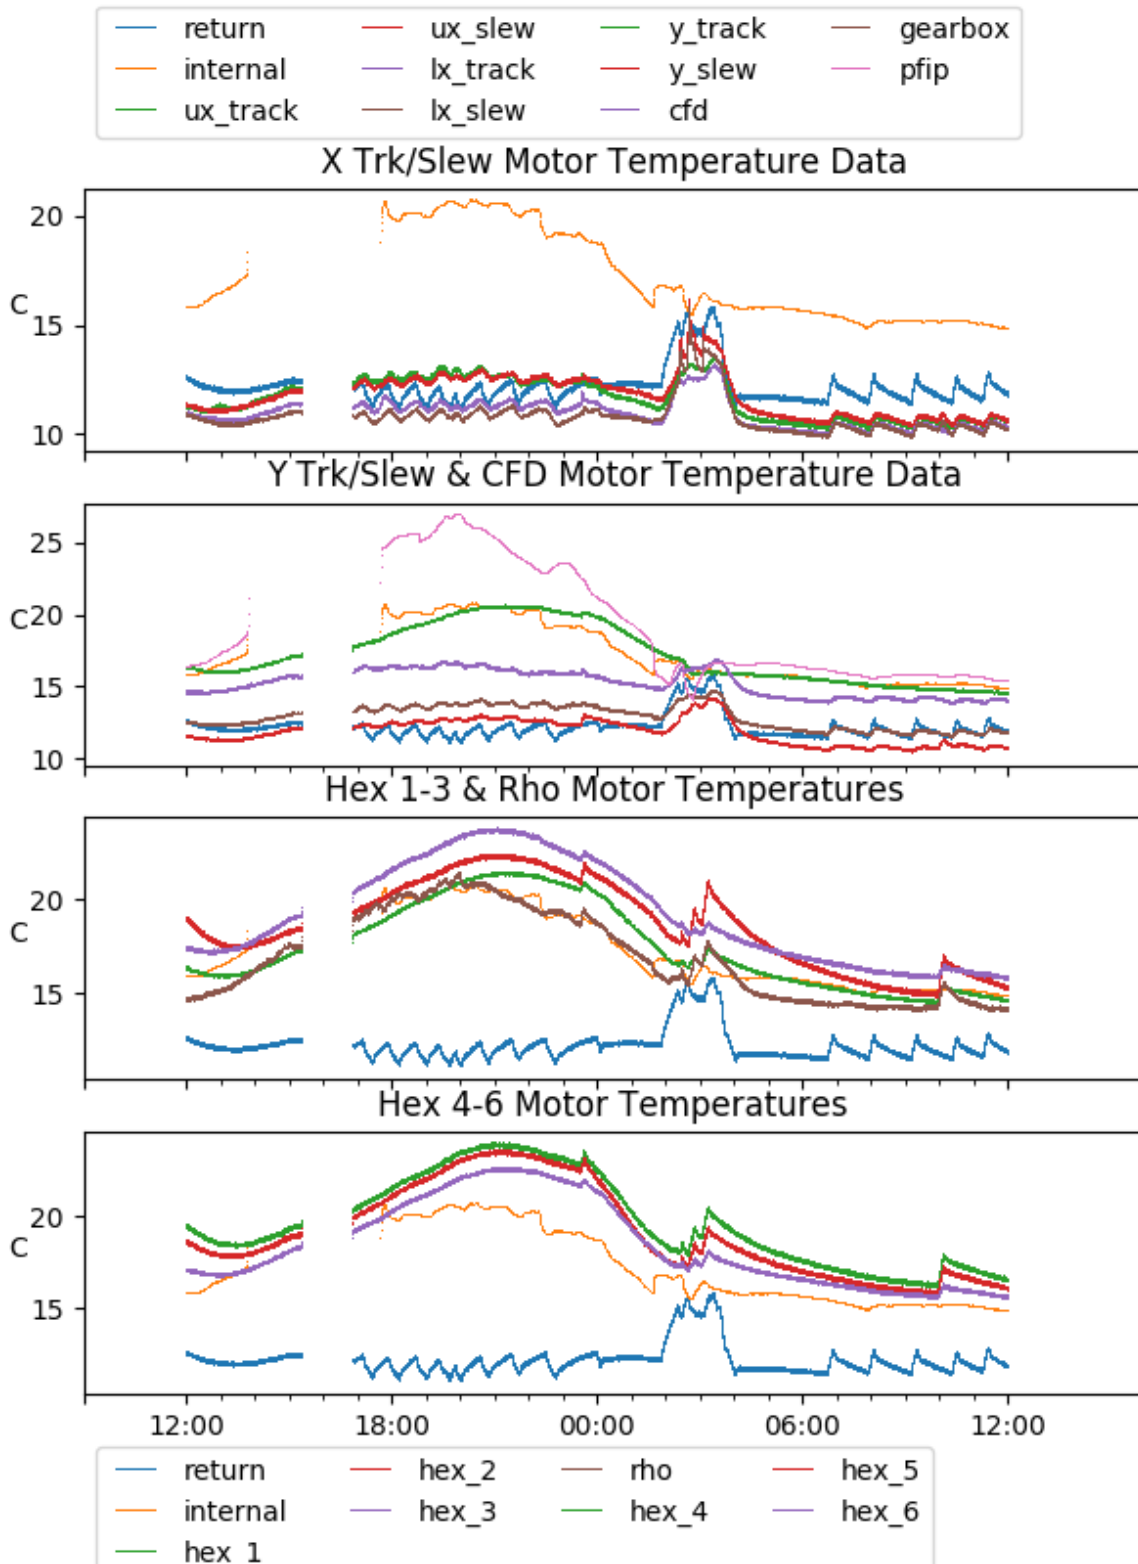 return ux_slew y_track gearbox
internal lx_track y_slew pfip
ux_track lx_slew cfd
X Trk/Slew Motor Temperature Data
20
C
15
10
Y Trk/Slew & CFD Motor Temperature Data
25
20
C
15
10
Hex 1-3 & Rho Motor Temperatures
20
C
15
Hex 4-6 Motor Temperatures
20
C
15
12:00 18:00 00:00 06:00 12:00
return hex_2 rho hex_5
internal hex_3 hex_4 hex_6
hex_1